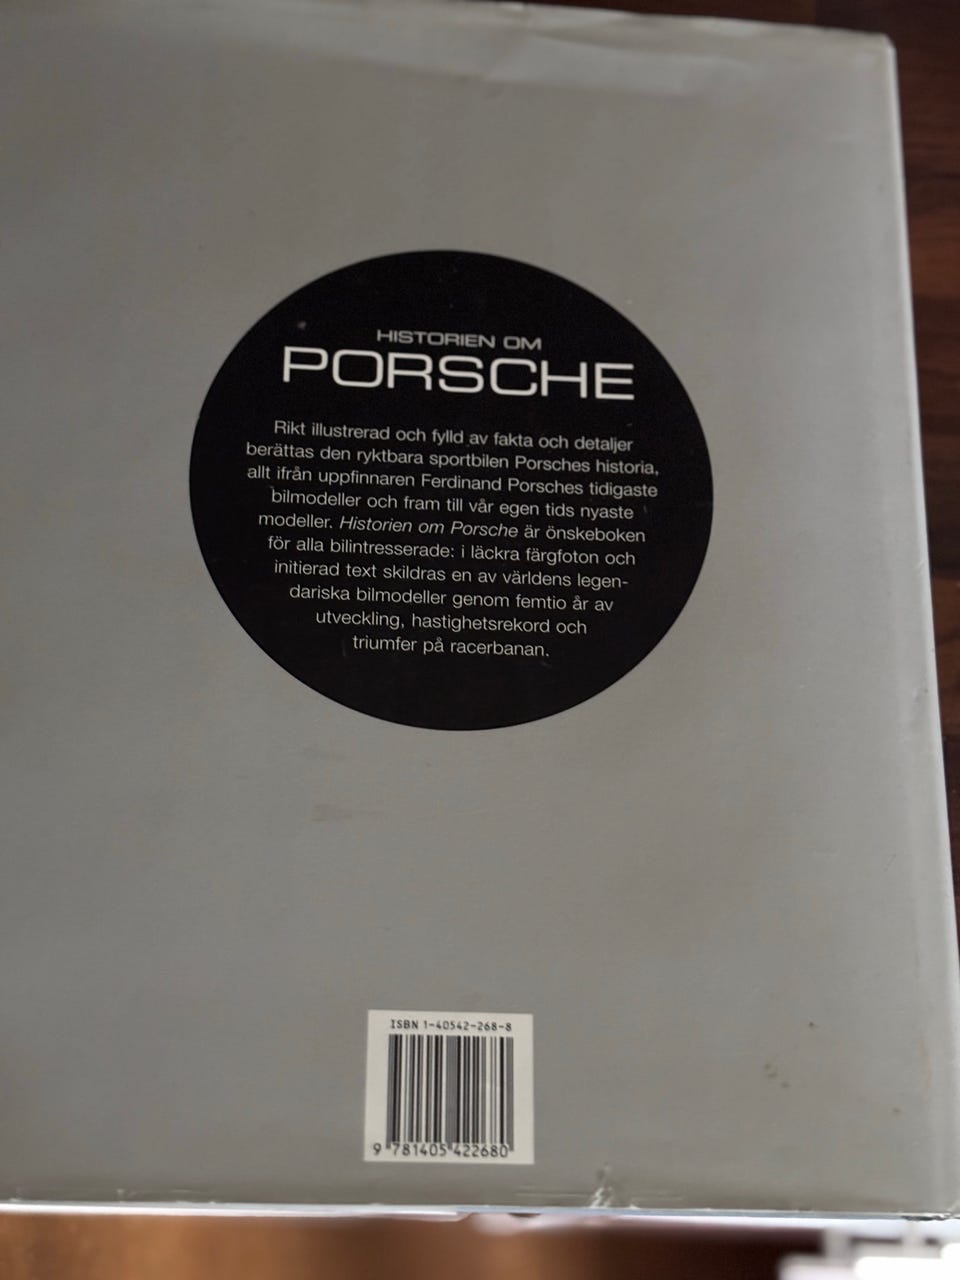 HISTORIEN OM
PORSCHE
Rikt illustrerad och fylld av fakta och detaljer
berättas den ryktbara sportbilen Porsches historia,
allt ifrån uppfinnaren Ferdinand Porsches tidigaste
bilmodeller och fram till vår egen tids nyaste
modeller. Historien om Porsche är önskeboken
för alla bilintresserade: i läckra färgfoton och
initierad text skildras en av världens legen-
dariska bilmodeller genom femtio år av
utveckling, hastighetsrekord och
triumfer på racerbanan.
ISBN 1-40542-268-8
9 781405 422680